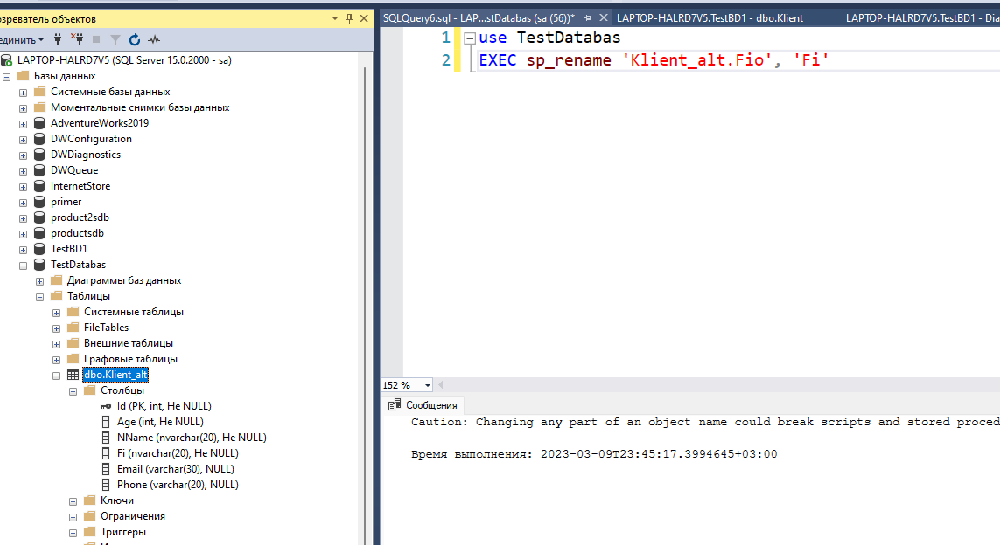 озреватель объектов
единить
LAPTOP-HALRD7V5 (SQL Server 15.0.2000 - sa)
Базы данных
Системные базы данных
Моментальные снимки базы данных
AdventureWorks2019
DWConfiguration
DWDiagnostics
DWQueue
InternetStore
primer
product2sdb
productsdb
TestBD1
TestDatabas
Диаграммы баз данных
Таблицы
Системные таблицы
FileTables
Внешние таблицы
Графовые таблицы
dbo.Klient_alt
Столбцы
Id (PK, int, Не NULL)
Age (int, Не NULL)
NName (nvarchar(20), Не NULL)
Fi (nvarchar(20), Не NULL)
Email (varchar(30), NULL)
Phone (varchar(20), NULL)
Ключи
Ограничения
Триггеры
SQLQuery6.sql - LAP...stDatabas (sa (56))*
LAPTOP-HALRD7V5.TestBD1 - dbo.Klient
LAPTOP-HALRD7V5.TestBD1 - Dia
1 use TestDatabas
2 EXEC sp_rename 'Klient_alt.Fio', 'Fi'
152 %
Сообщения
Caution: Changing any part of an object name could break scripts and stored proced
Время выполнения: 2023-03-09T23:45:17.3994645+03:00